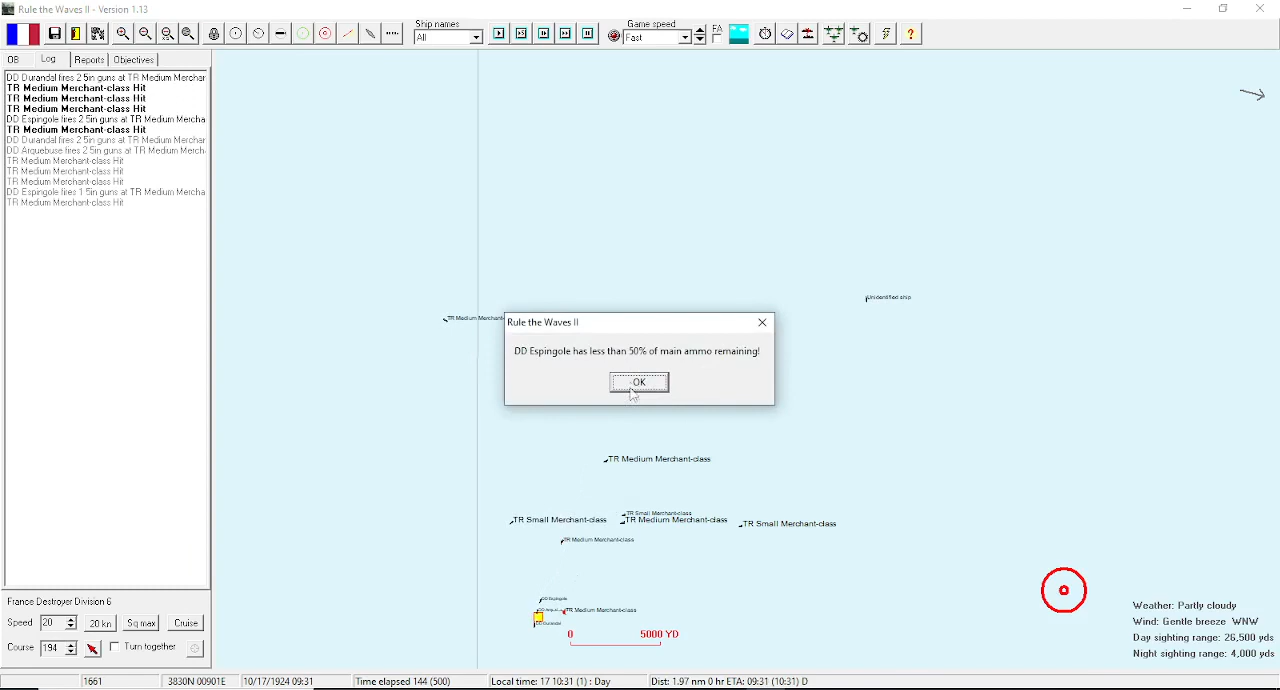 Rule the Waves II - Version 1.13
Ship names
All
Game speed
Fast
FA
OB
Log
Reports
Objectives
DD Durandal fires 2 5in guns at TR Medium Merchar
TR Medium Merchant-class Hit
TR Medium Merchant-class Hit
TR Medium Merchant-class Hit
DD Espingole fires 2 5in guns at TR Medium Mercha
TR Medium Merchant-class Hit
DD Durandal fires 2 5in guns at TR Medium Merchar
DD Arquebuse fires 2 5in guns at TR Medium Merch
TR Medium Merchant-class Hit
TR Medium Merchant-class Hit
TR Medium Merchant-class Hit
DD Espingole fires 1 5in guns at TR Medium Mercha
TR Medium Merchant-class Hit
Unidentified ship
TR Medium Merchant-
Rule the Waves II
DD Espingole has less than 50% of main ammo remaining!
OK
TR Medium Merchant-class
TR Small Merchant-class
TR Small Merchant-class
TR Medium Merchant-class
TR Small Merchant-class
TR Medium Merchant-class
DD Espingole
TR Medium Merchant-class
DD Durandal
0 5000 YD
Weather: Partly cloudy
Wind: Gentle breeze WNW
Day sighting range: 26,500 yds
Night sighting range: 4,000 yds
France Destroyer Division 6
Speed 20 20 kn Sq max Cruise
Course 194 Turn together
1661
3830N 00901E
10/17/1924 09:31
Time elapsed 144 (500)
Local time: 17 10:31 (1) : Day
Dist: 1.97 nm 0 hr ETA: 09:31 (10:31) D